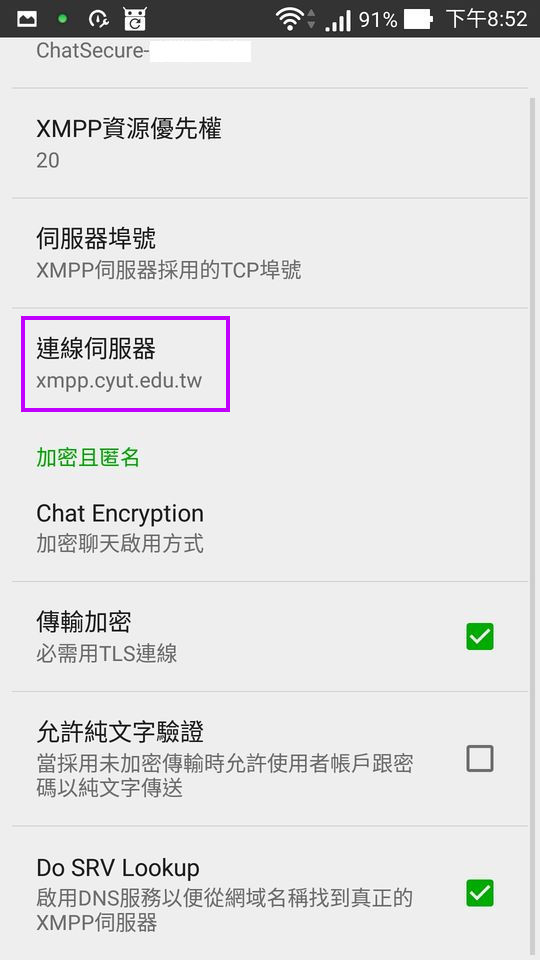 91% 下午8:52
ChatSecure-
XMPP資源優先權
20
伺服器埠號
XMPP伺服器採用的TCP埠號
連線伺服器
xmpp.cyut.edu.tw
加密且匿名
Chat Encryption
加密聊天啟用方式
傳輸加密
必需用TLS連線
允許純文字驗證
當採用未加密傳輸時允許使用者帳戶跟密
碼以純文字傳送
Do SRV Lookup
啟用DNS服務以便從網域名稱找到真正的
XMPP伺服器